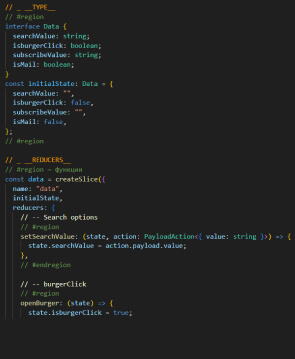 // _ __TYPE__
// #region
interface Data {
searchValue: string;
isburgerClick: boolean;
subscribeValue: string;
isMail: boolean;
}
const initialState: Data = {
searchValue: "",
isburgerClick: false,
subscribeValue: "",
isMail: false,
};
// #region
// _ __REDUCERS__
// #region — функции
const data = createSlice({
name: "data",
initialState,
reducers: {
// -- Search options
// #region
setSearchValue: (state, action: PayloadAction<{ value: string }>) => {
state.searchValue = action.payload.value;
},
// #endregion
// -- burgerClick
// #region
openBurger: (state) => {
state.isburgerClick = true;